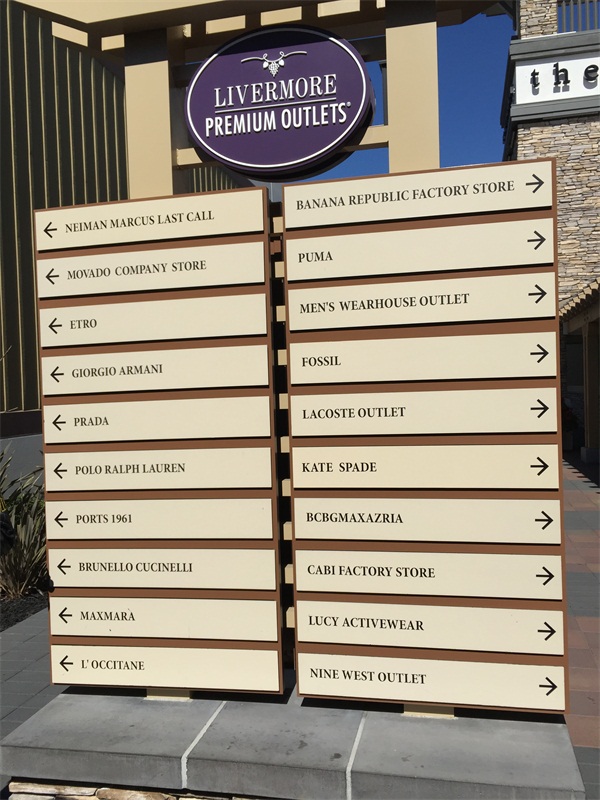 LIVERMORE
PREMIUM OUTLETS®
the
← NEIMAN MARCUS LAST CALL
← MOVADO COMPANY STORE
← ETRO
← GIORGIO ARMANI
← PRADA
← POLO RALPH LAUREN
← PORTS 1961
← BRUNELLO CUCINELLI
← MAXMARA
← L'OCCITANE
BANANA REPUBLIC FACTORY STORE →
PUMA →
MEN'S WEARHOUSE OUTLET →
FOSSIL →
LACOSTE OUTLET →
KATE SPADE →
BCBGMAXAZRIA →
CABI FACTORY STORE →
LUCY ACTIVEWEAR →
NINE WEST OUTLET →